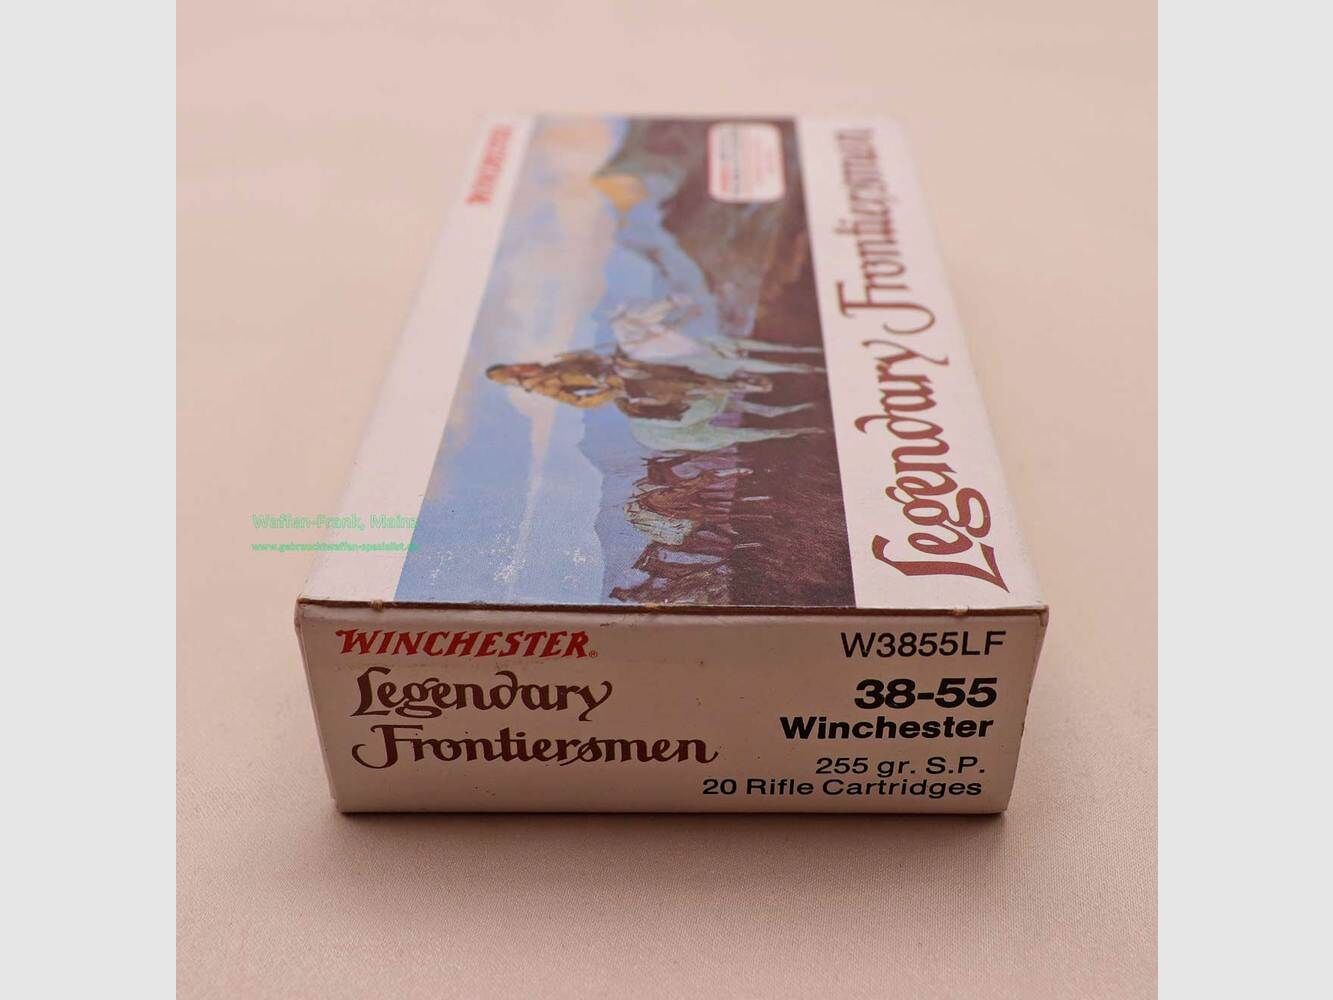 WINCHESTER
Legendary Frontiersmen
Waffen-Frank, Mainz
WINCHESTER®
Legendary
Frontiersmen
W3855LF
38-55
Winchester
255 gr. S.P.
20 Rifle Cartridges